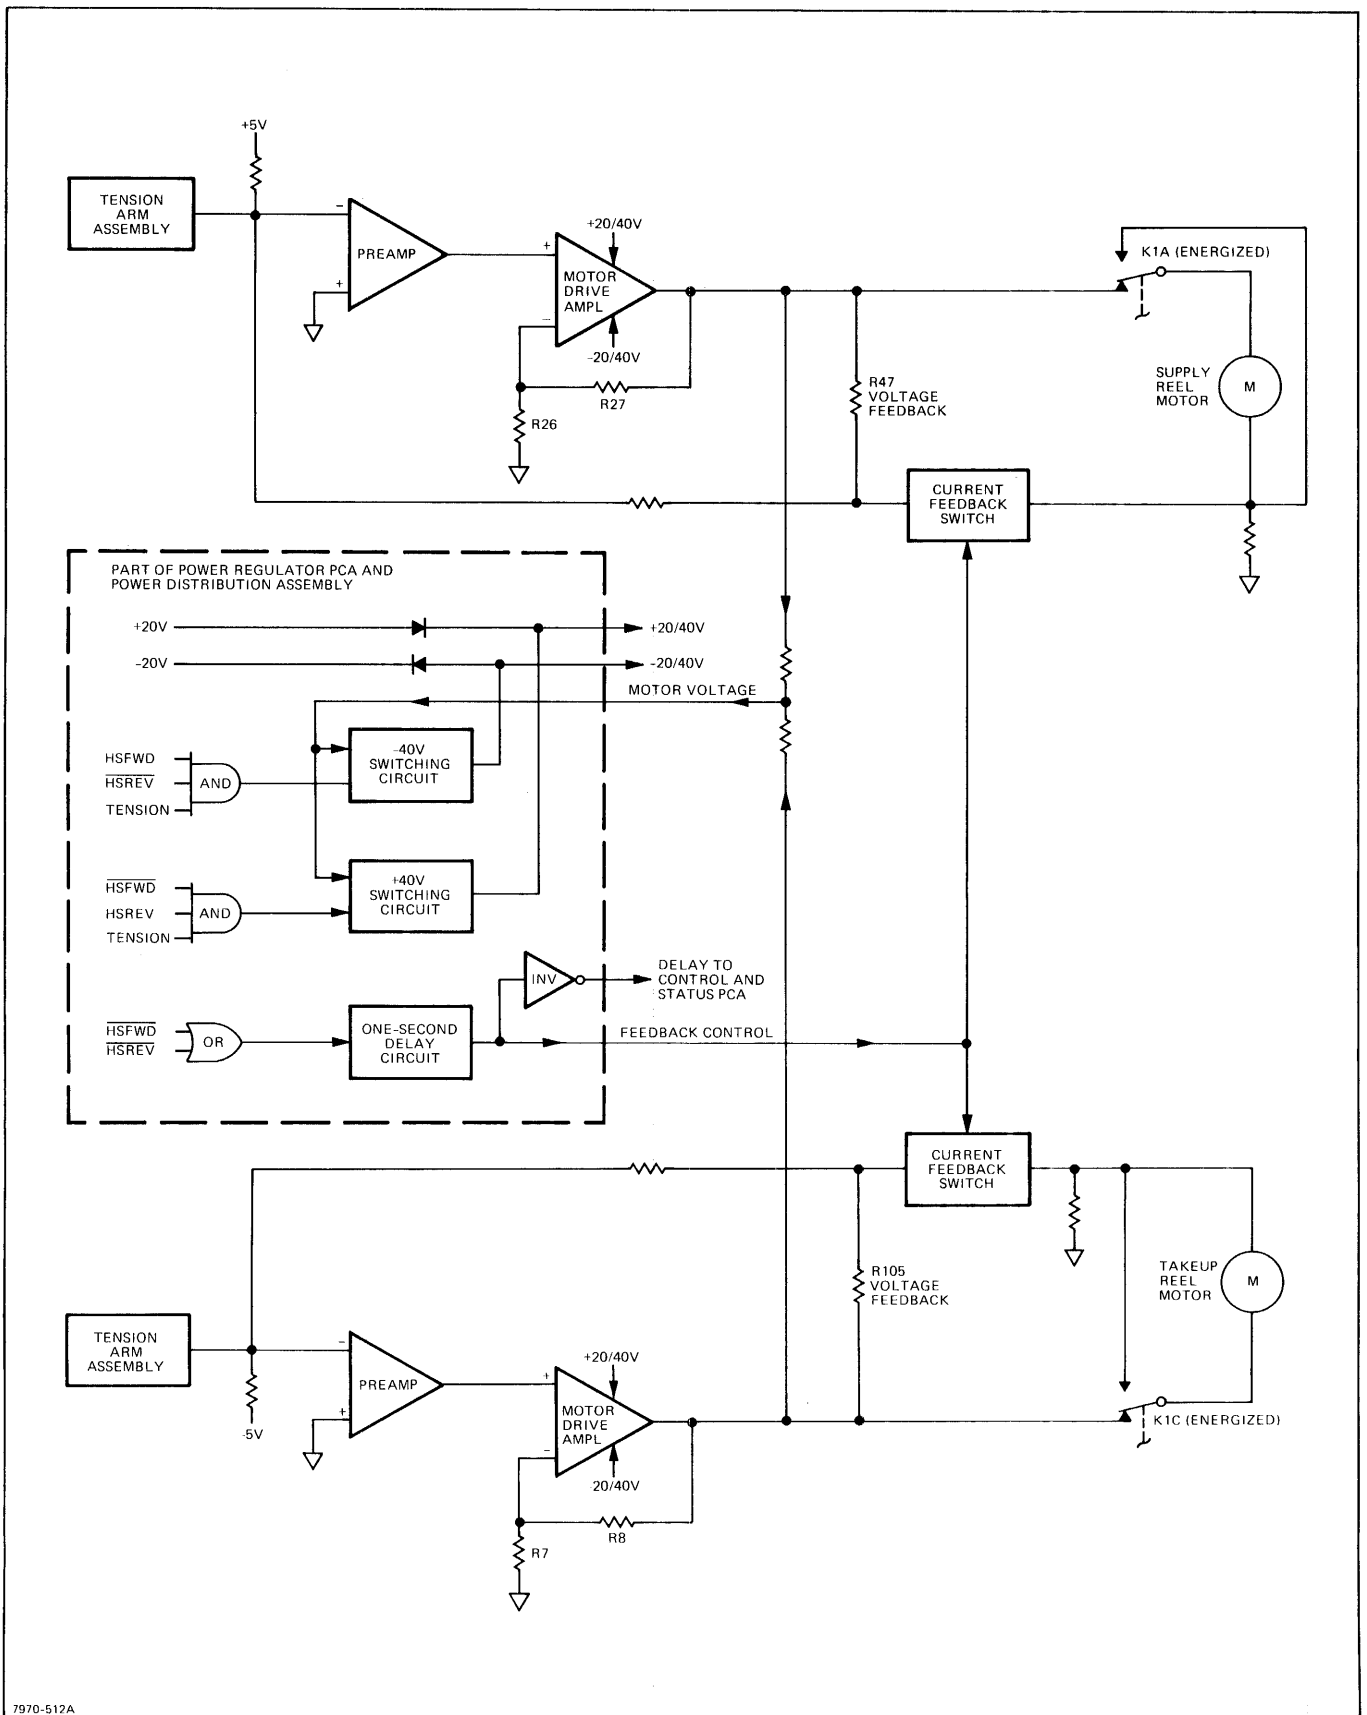 +5V
TENSION
ARM
ASSEMBLY
-
PREAMP
+
+20/40V
+
MOTOR
DRIVE
AMPL
-
-20/40V
R27
R26
K1A (ENERGIZED)
SUPPLY
REEL
MOTOR
M
R47
VOLTAGE
FEEDBACK
CURRENT
FEEDBACK
SWITCH
PART OF POWER REGULATOR PCA AND
POWER DISTRIBUTION ASSEMBLY
+20V
+20/40V
-20V
-20/40V
MOTOR VOLTAGE
HSFWD
HSREV
TENSION
AND
-40V
SWITCHING
CIRCUIT
HSFWD
HSREV
TENSION
AND
+40V
SWITCHING
CIRCUIT
INV
DELAY TO
CONTROL AND
STATUS PCA
HSFWD
HSREV
OR
ONE-SECOND
DELAY
CIRCUIT
FEEDBACK CONTROL
CURRENT
FEEDBACK
SWITCH
R105
VOLTAGE
FEEDBACK
TAKEUP
REEL
MOTOR
M
TENSION
ARM
ASSEMBLY
-
PREAMP
+
-5V
+20/40V
+
MOTOR
DRIVE
AMPL
-
-20/40V
R8
R7
K1C (ENERGIZED)
7970-512A